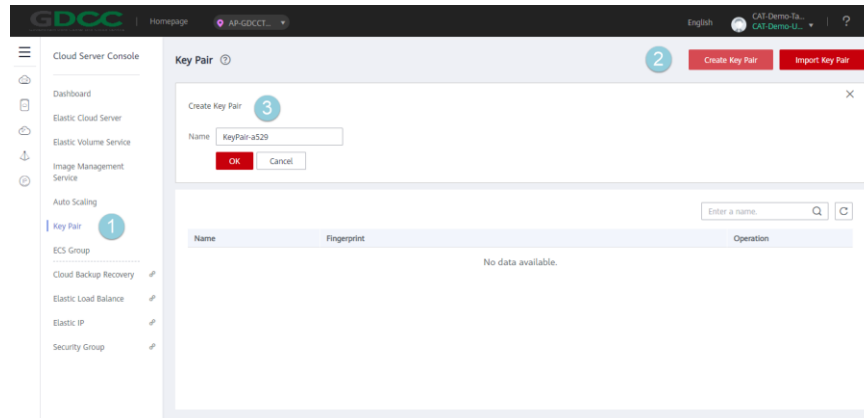 GDCC
Homepage
AP-GDCCT...
English
CAT-Demo-Ta...
CAT-Demo-U...
?
Cloud Server Console
Dashboard
Elastic Cloud Server
Elastic Volume Service
Image Management
Service
Auto Scaling
Key Pair
1
ECS Group
Cloud Backup Recovery
Elastic Load Balance
Elastic IP
Security Group
Key Pair ?
2
Create Key Pair
Import Key Pair
Create Key Pair
3
Name KeyPair-a529
OK Cancel
Enter a name.
Name Fingerprint Operation
No data available.